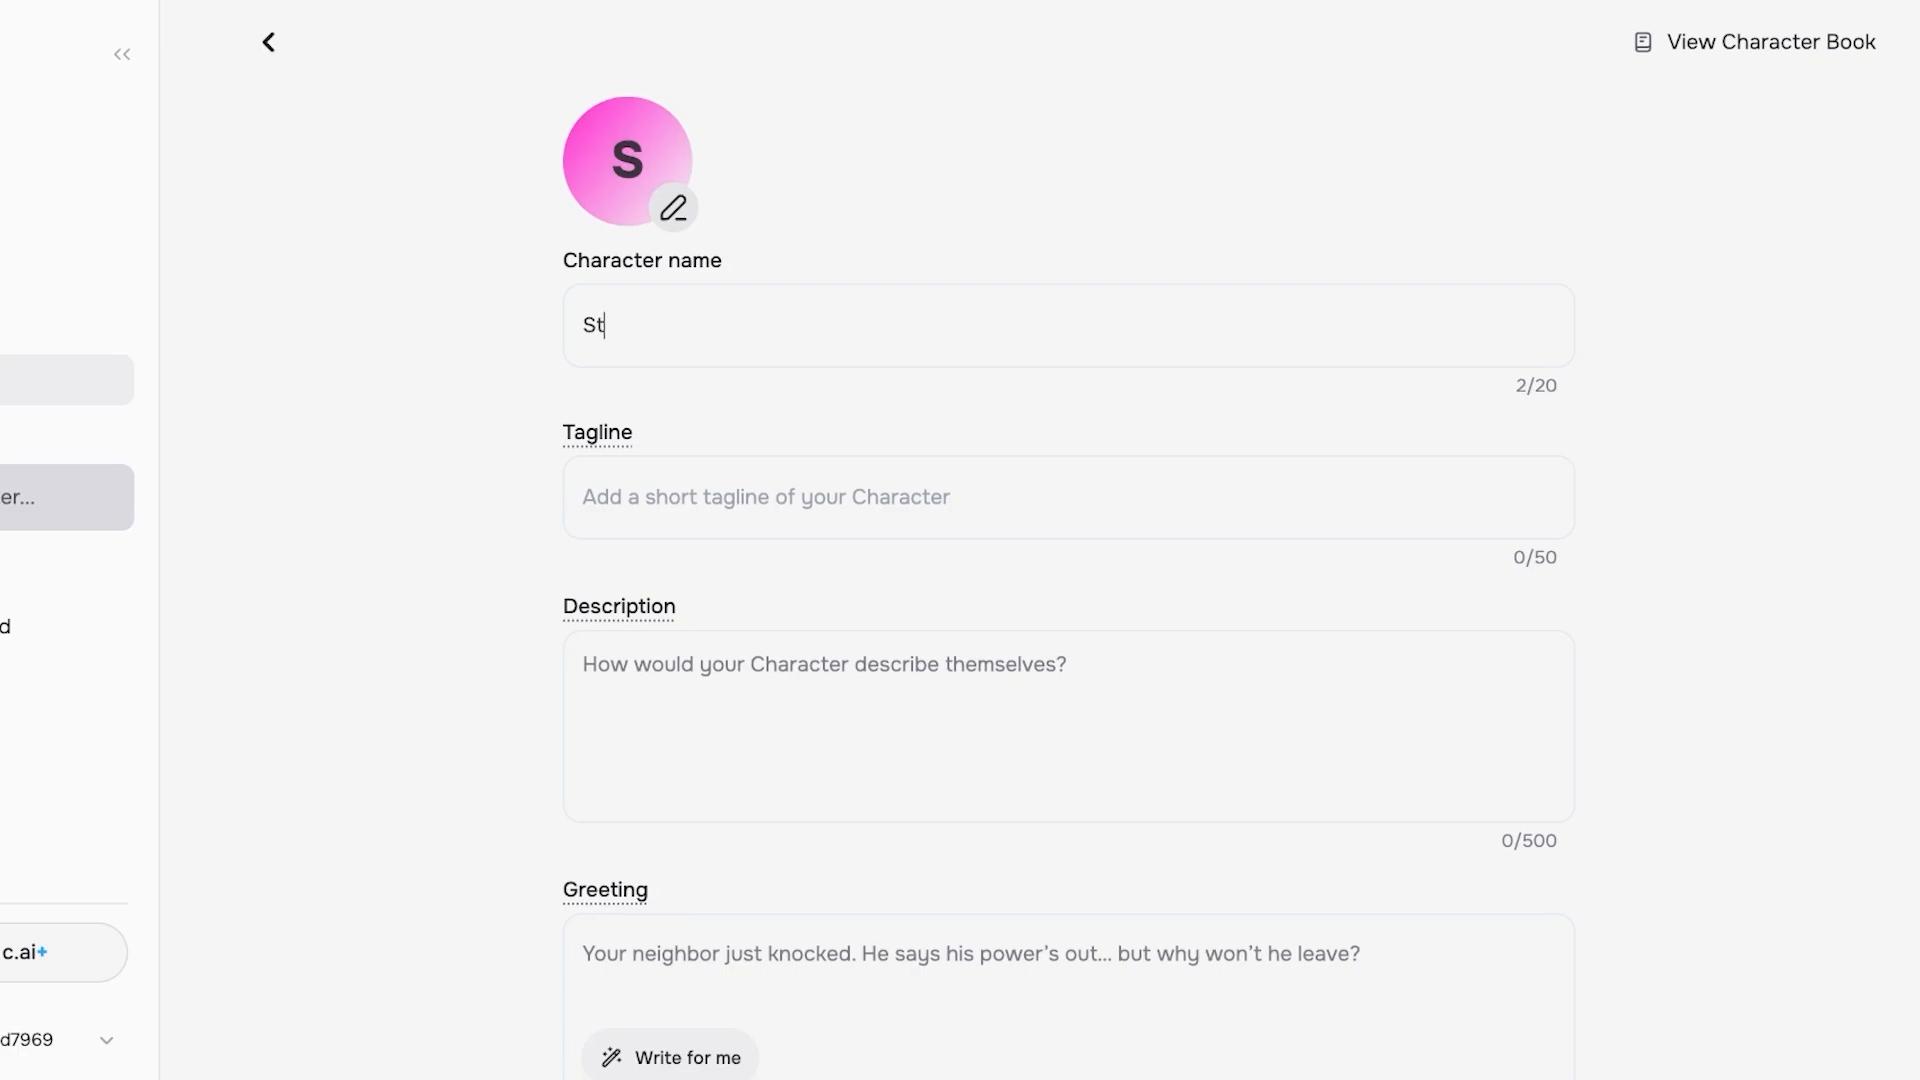 View Character Book
S
Character name
St
2/20
Tagline
Add a short tagline of your Character
0/50
Description
How would your Character describe themselves?
0/500
Greeting
Your neighbor just knocked. He says his power’s out... but why won’t he leave?
Write for me
er...
d
c.ai+
d7969